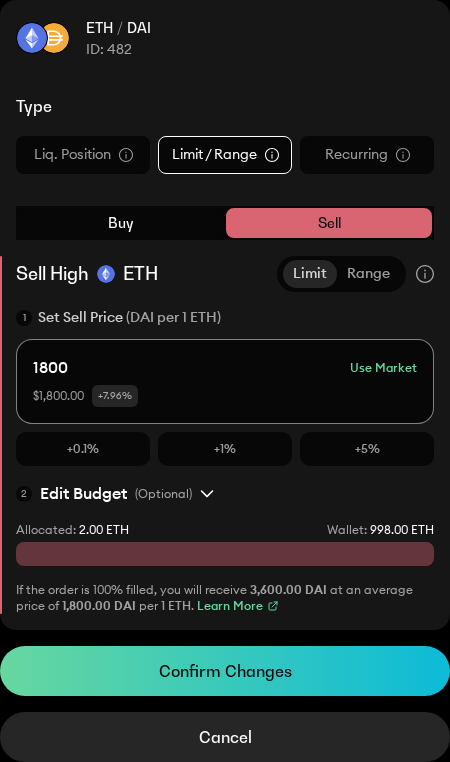 ETH / DAI
ID: 482
Type
Liq. Position
Limit / Range
Recurring
Buy
Sell
Sell High ETH
Limit
Range
1 Set Sell Price (DAI per 1 ETH)
1800
Use Market
$1,800.00 +7.96%
+0.1%
+1%
+5%
2 Edit Budget (Optional)
Allocated: 2.00 ETH
Wallet: 998.00 ETH
If the order is 100% filled, you will receive 3,600.00 DAI at an average
price of 1,800.00 DAI per 1 ETH. Learn More
Confirm Changes
Cancel